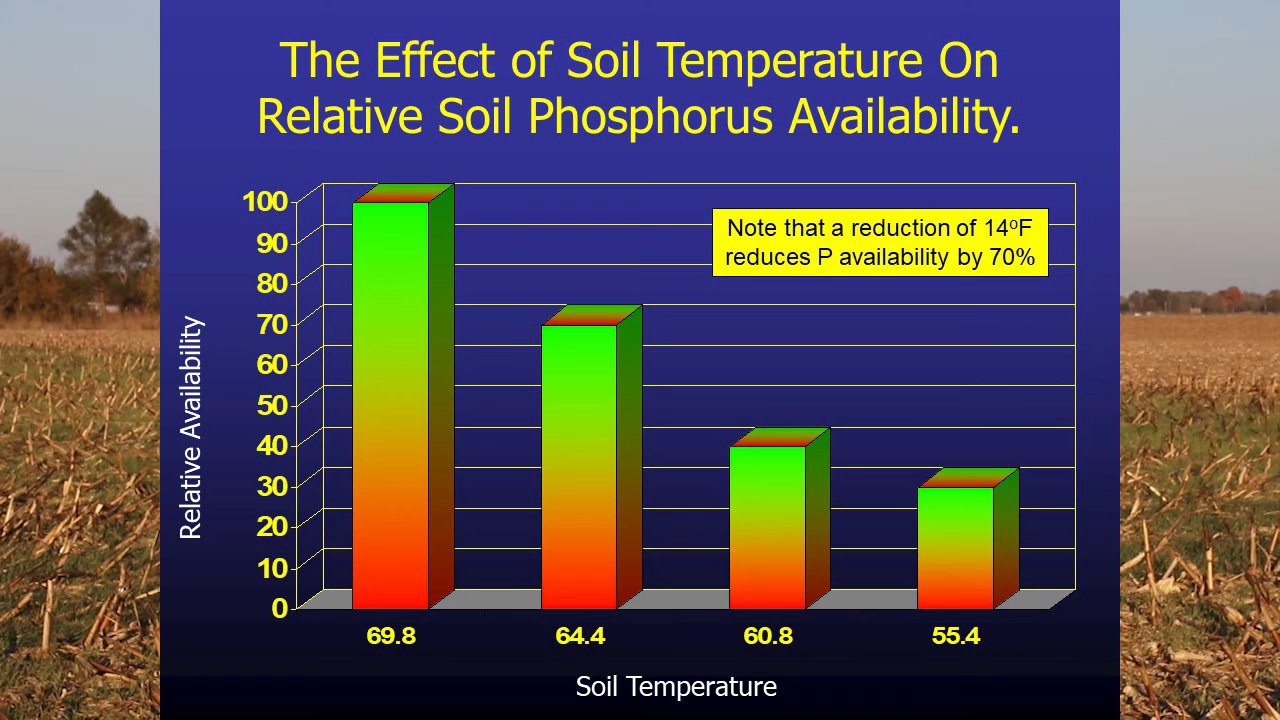 The Effect of Soil Temperature On
Relative Soil Phosphorus Availability.
Note that a reduction of 14ºF
reduces P availability by 70%
Relative Availability
100
90
80
70
60
50
40
30
20
10
0
69.8 64.4 60.8 55.4
Soil Temperature